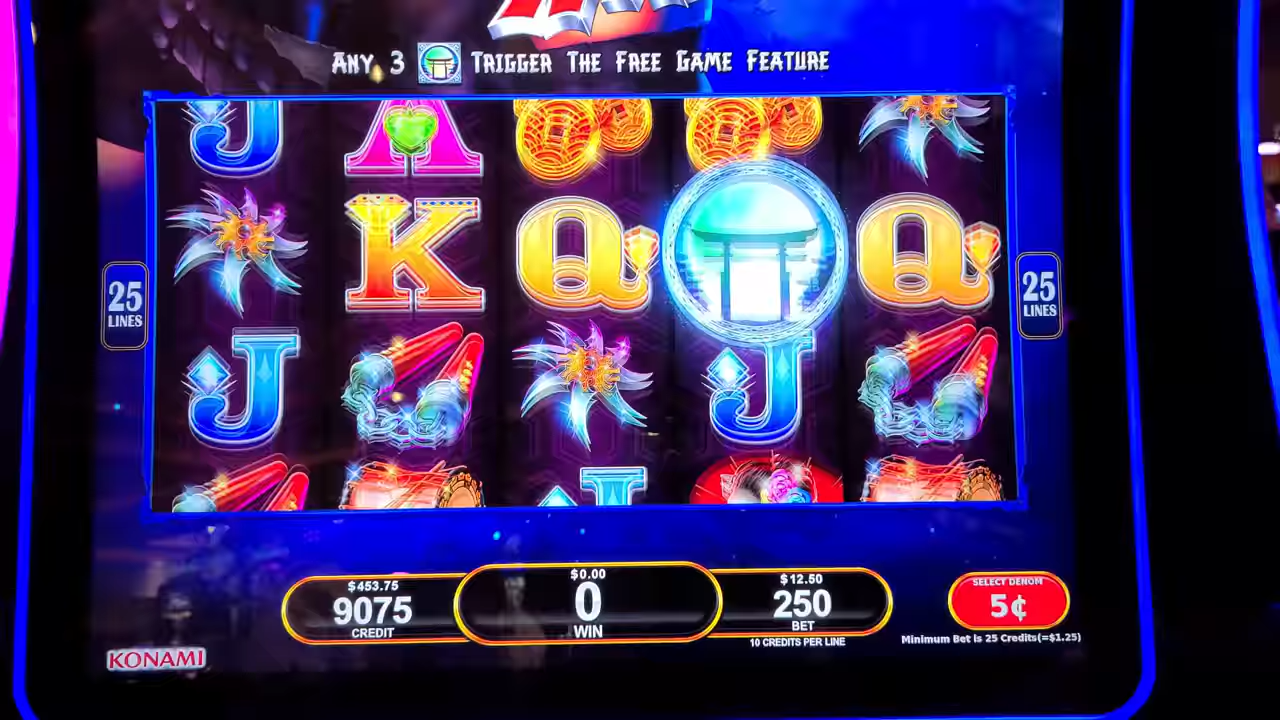 ANY 3 TRIGGER THE FREE GAME FEATURE
J A
K Q Q
J J
J
25
LINES
25
LINES
$453.75
9075
CREDIT
$0.00
0
WIN
$12.50
250
BET
10 CREDITS PER LINE
SELECT DENOM
5¢
Minimum Bet is 25 Credits(=$1.25)
KONAMI